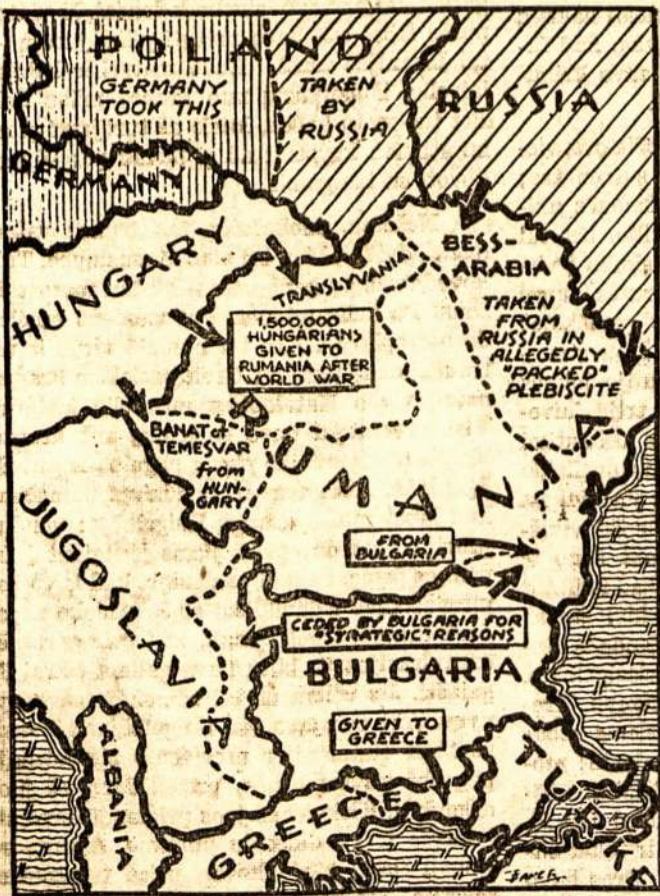 POLAND
GERMANY
TOOK THIS
TAKEN
BY
RUSSIA
RUSSIA
GERMANY
HUNGARY
BESS-
ARABIA
TRANSLYVANIA
TAKEN
FROM
RUSSIA IN
ALLEGEDLY
"PACKED"
PLEBISCITE
1,500,000
HUNGARIANS
GIVEN TO
RUMANIA AFTER
WORLD WAR
BANAT of
TEMESVAR
from
HUN-
GARY
RUMANIA
FROM
BULGARIA
JUGOSLAVIA
CEDED BY BULGARIA FOR
"STRATEGIC" REASONS
BULGARIA
GIVEN TO
GREECE
ALBANIA
GREECE
TURKEY